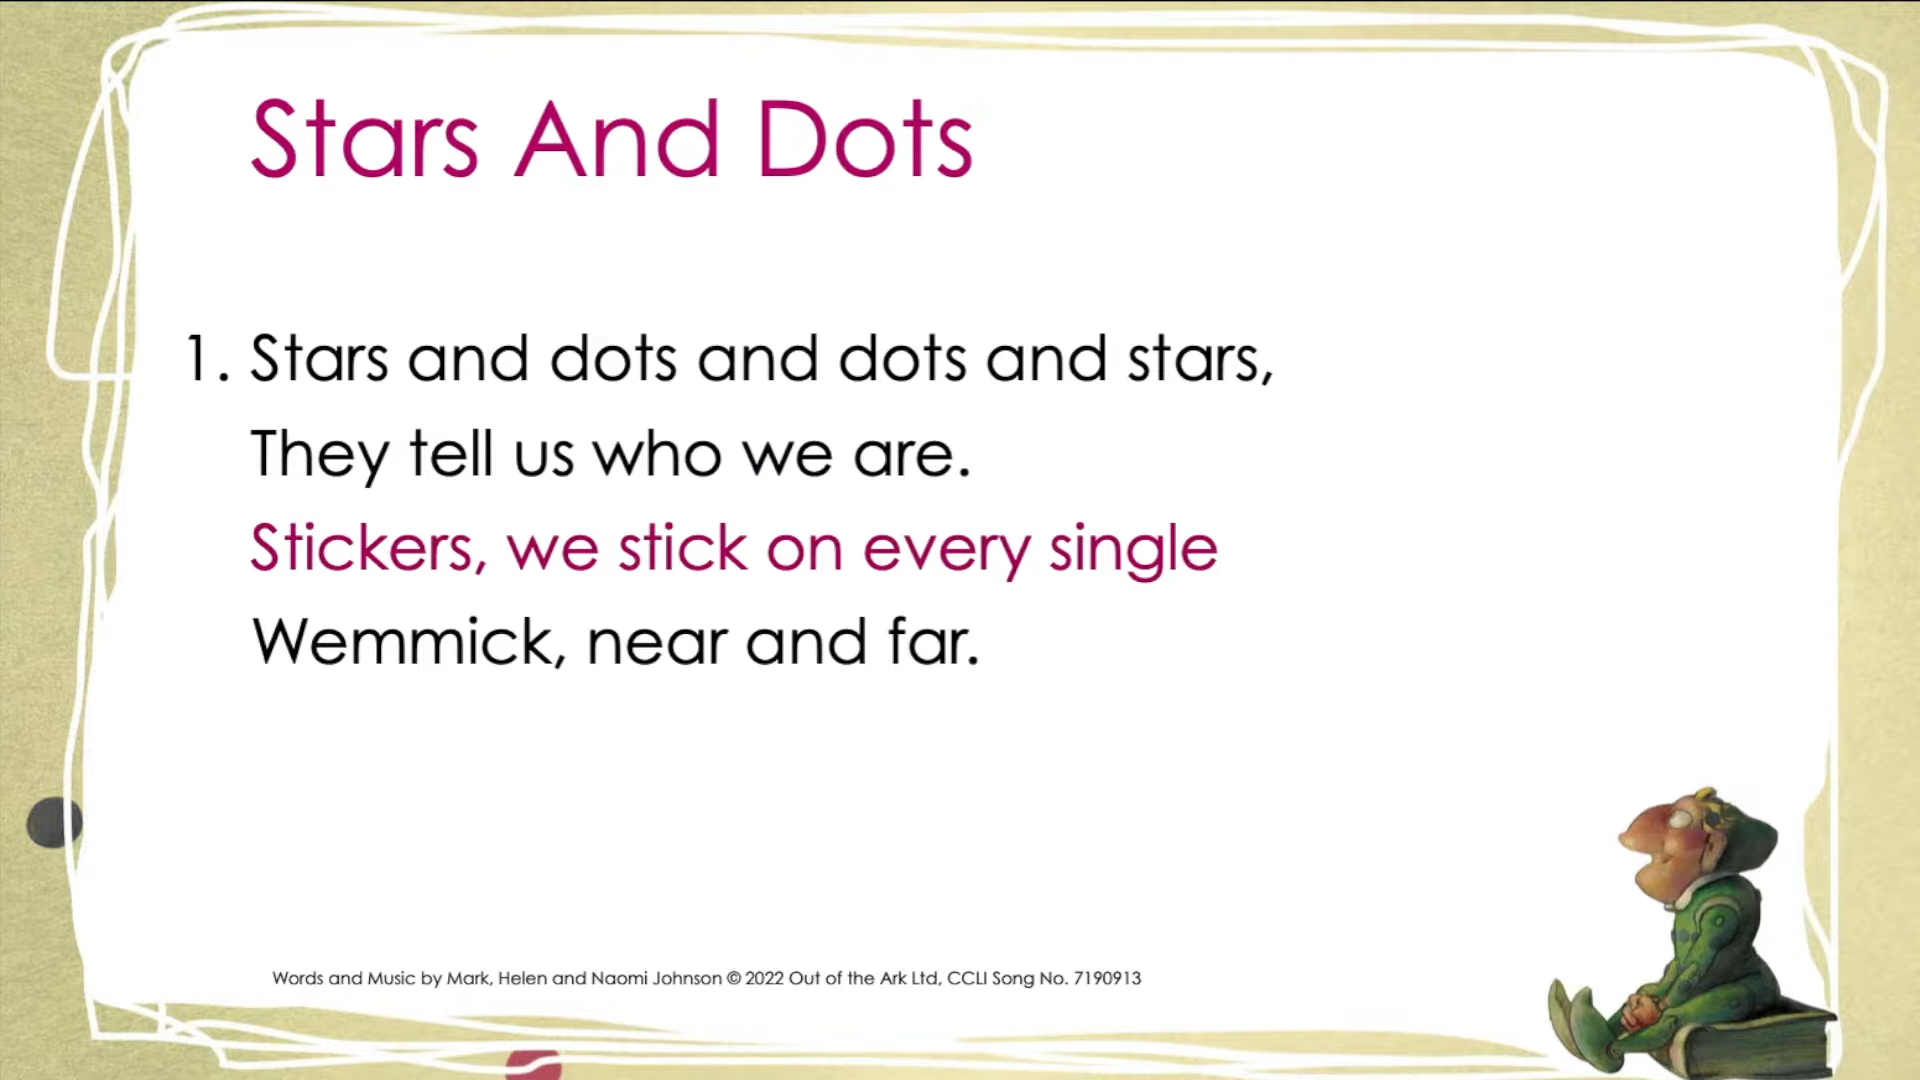 Stars And Dots
1. Stars and dots and dots and stars,
They tell us who we are.
Stickers, we stick on every single
Wemmick, near and far.
Words and Music by Mark, Helen and Naomi Johnson © 2022 Out of the Ark Ltd, CCLI Song No. 7190913